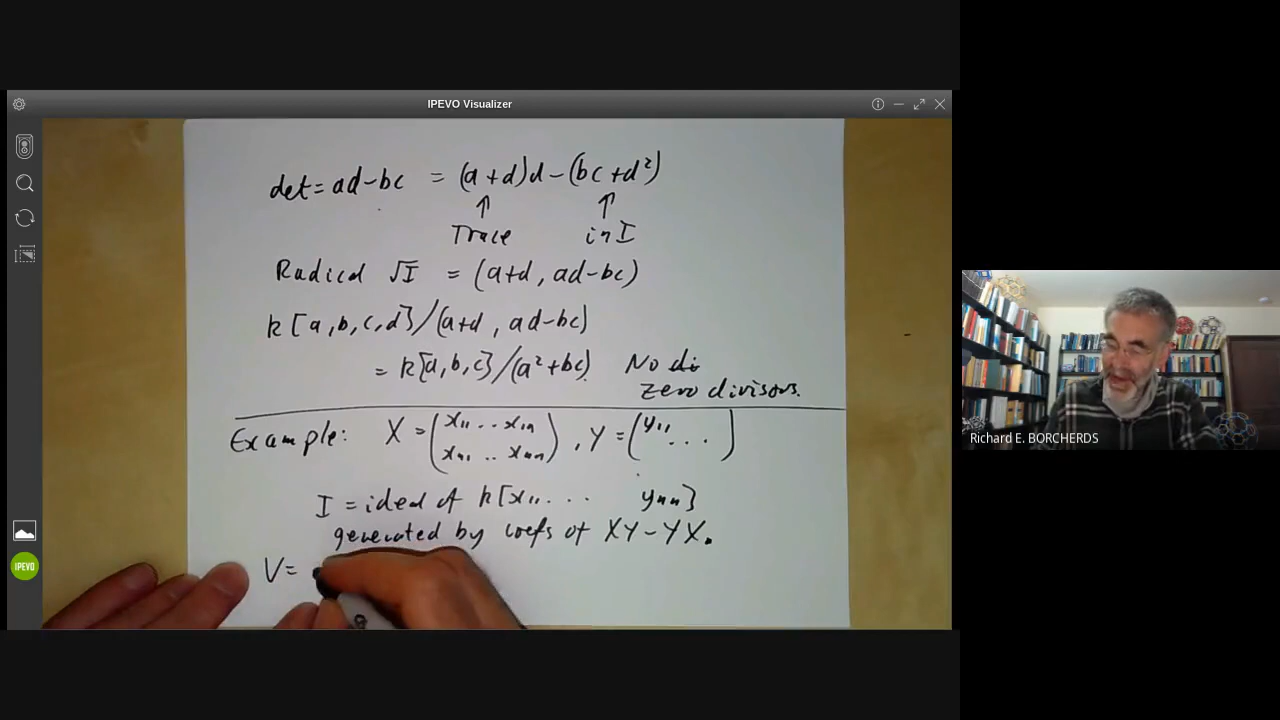 IPEVO Visualizer
det = ad-bc = (a+d)d-(bc+d²)
↑ ↑
Trace in I
Radical √I = (a+d, ad-bc)
k[a,b,c,d]/(a+d, ad-bc)
= k[a,b,c]/(a²+bc). No di
zero divisors.
Example: X = (x₁₁..x₁n xn₁..xnn), Y = (y₁₁...)
I = ideal of k[x₁₁... ynn]
generated by coefs of XY-YX.
V=
Richard E. BORCHERDS
IPEVO